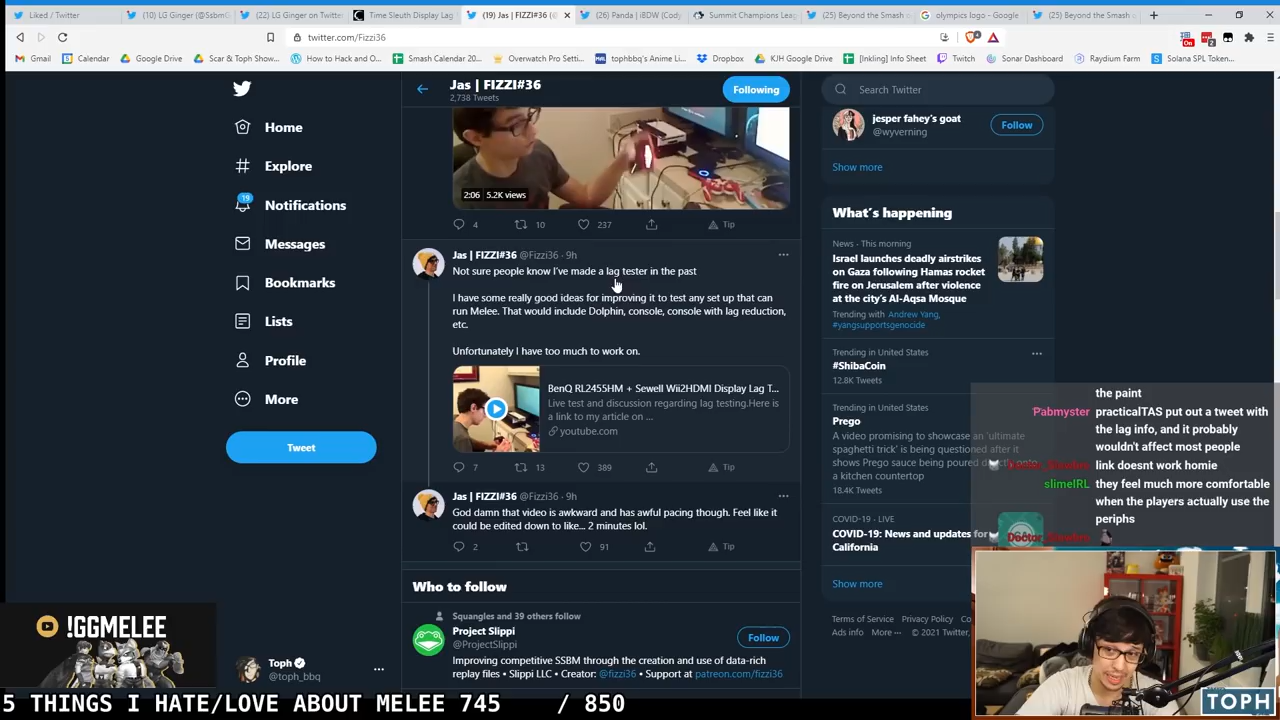 Liked / Twitter
(10) LG Ginger (@Ssbm
(22) LG Ginger on Twitter
Time Sleuth Display Lag
(19) Jas | FIZZI#36 (@
(26) Panda | iBDW (Cody
Summit Champions Lea
(25) Beyond the Smash
olympics logo - Google
(25) Beyond the Smash
twitter.com/Fizzi36
Gmail
Calendar
Google Drive
Scar & Toph Show...
How to Hack and O...
Smash Calendar 20...
Overwatch Pro Setti...
tophbbq's Anime Li...
Dropbox
KJH Google Drive
[Inkling] Info Sheet
Twitch
Sonar Dashboard
Raydium Farm
Solana SPL Token...
Jas | FIZZI#36
2,738 Tweets
Following
Search Twitter
Home
Explore
19
Notifications
Messages
Bookmarks
Lists
Profile
More
Tweet
2:06 5.2K views
4
10
237
Tip
Jas | FIZZI#36 @Fizzi36 · 9h
Not sure people know I've made a lag tester in the past
I have some really good ideas for improving it to test any set up that can
run Melee. That would include Dolphin, console, console with lag reduction,
etc.
Unfortunately I have too much to work on.
BenQ RL2455HM + Sewell Wii2HDMI Display Lag T...
Live test and discussion regarding lag testing.Here is
a link to my article on ...
youtube.com
7
13
389
Tip
Jas | FIZZI#36 @Fizzi36 · 9h
God damn that video is awkward and has awful pacing though. Feel like it
could be edited down to like... 2 minutes lol.
2
91
Tip
Who to follow
Squangles and 39 others follow
Project Slippi
@ProjectSlippi
Follow
Improving competitive SSBM through the creation and use of data-rich
replay files • Slippi LLC • Creator: @fizzi36 • Support at patreon.com/fizzi36
jesper fahey's goat
@wyverning
Follow
Show more
What's happening
News · This morning
Israel launches deadly airstrikes
on Gaza following Hamas rocket
fire on Jerusalem after violence
at the city's Al-Aqsa Mosque
Trending with Andrew Yang,
#yangsupportsgenocide
Trending in United States
#ShibaCoin
12.8K Tweets
Trending in United States
Prego
A video promising to showcase an 'ultimate
spaghetti trick' is being questioned after it
shows Prego sauce being poured directly onto
a kitchen countertop
18.4K Tweets
COVID-19 · LIVE
COVID-19: News and updates for
California
Show more
Terms of Service Privacy Policy Co
Ads info More ··· © 2021 Twitter,
the paint
Pabmyster practicalTAS put out a tweet with
the lag info, and it probably
wouldn't affect most people
link doesnt work homie
slimeIRL they feel much more comfortable
when the players actually use the
periphs
!GGMELEE
Toph
@toph_bbq
5 THINGS I HATE/LOVE ABOUT MELEE 745 / 850
TOPH